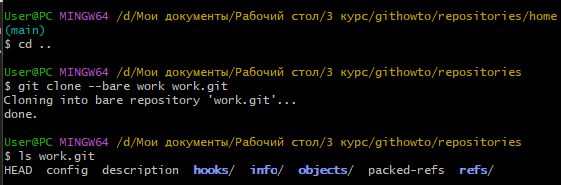 User@PC MINGW64 /d/Мои документы/Рабочий стол/3 курс/githowto/repositories/home
(main)
$ cd ..
User@PC MINGW64 /d/Мои документы/Рабочий стол/3 курс/githowto/repositories
$ git clone --bare work work.git
Cloning into bare repository 'work.git'...
done.
User@PC MINGW64 /d/Мои документы/Рабочий стол/3 курс/githowto/repositories
$ ls work.git
HEAD  config  description  hooks/  info/  objects/  packed-refs  refs/